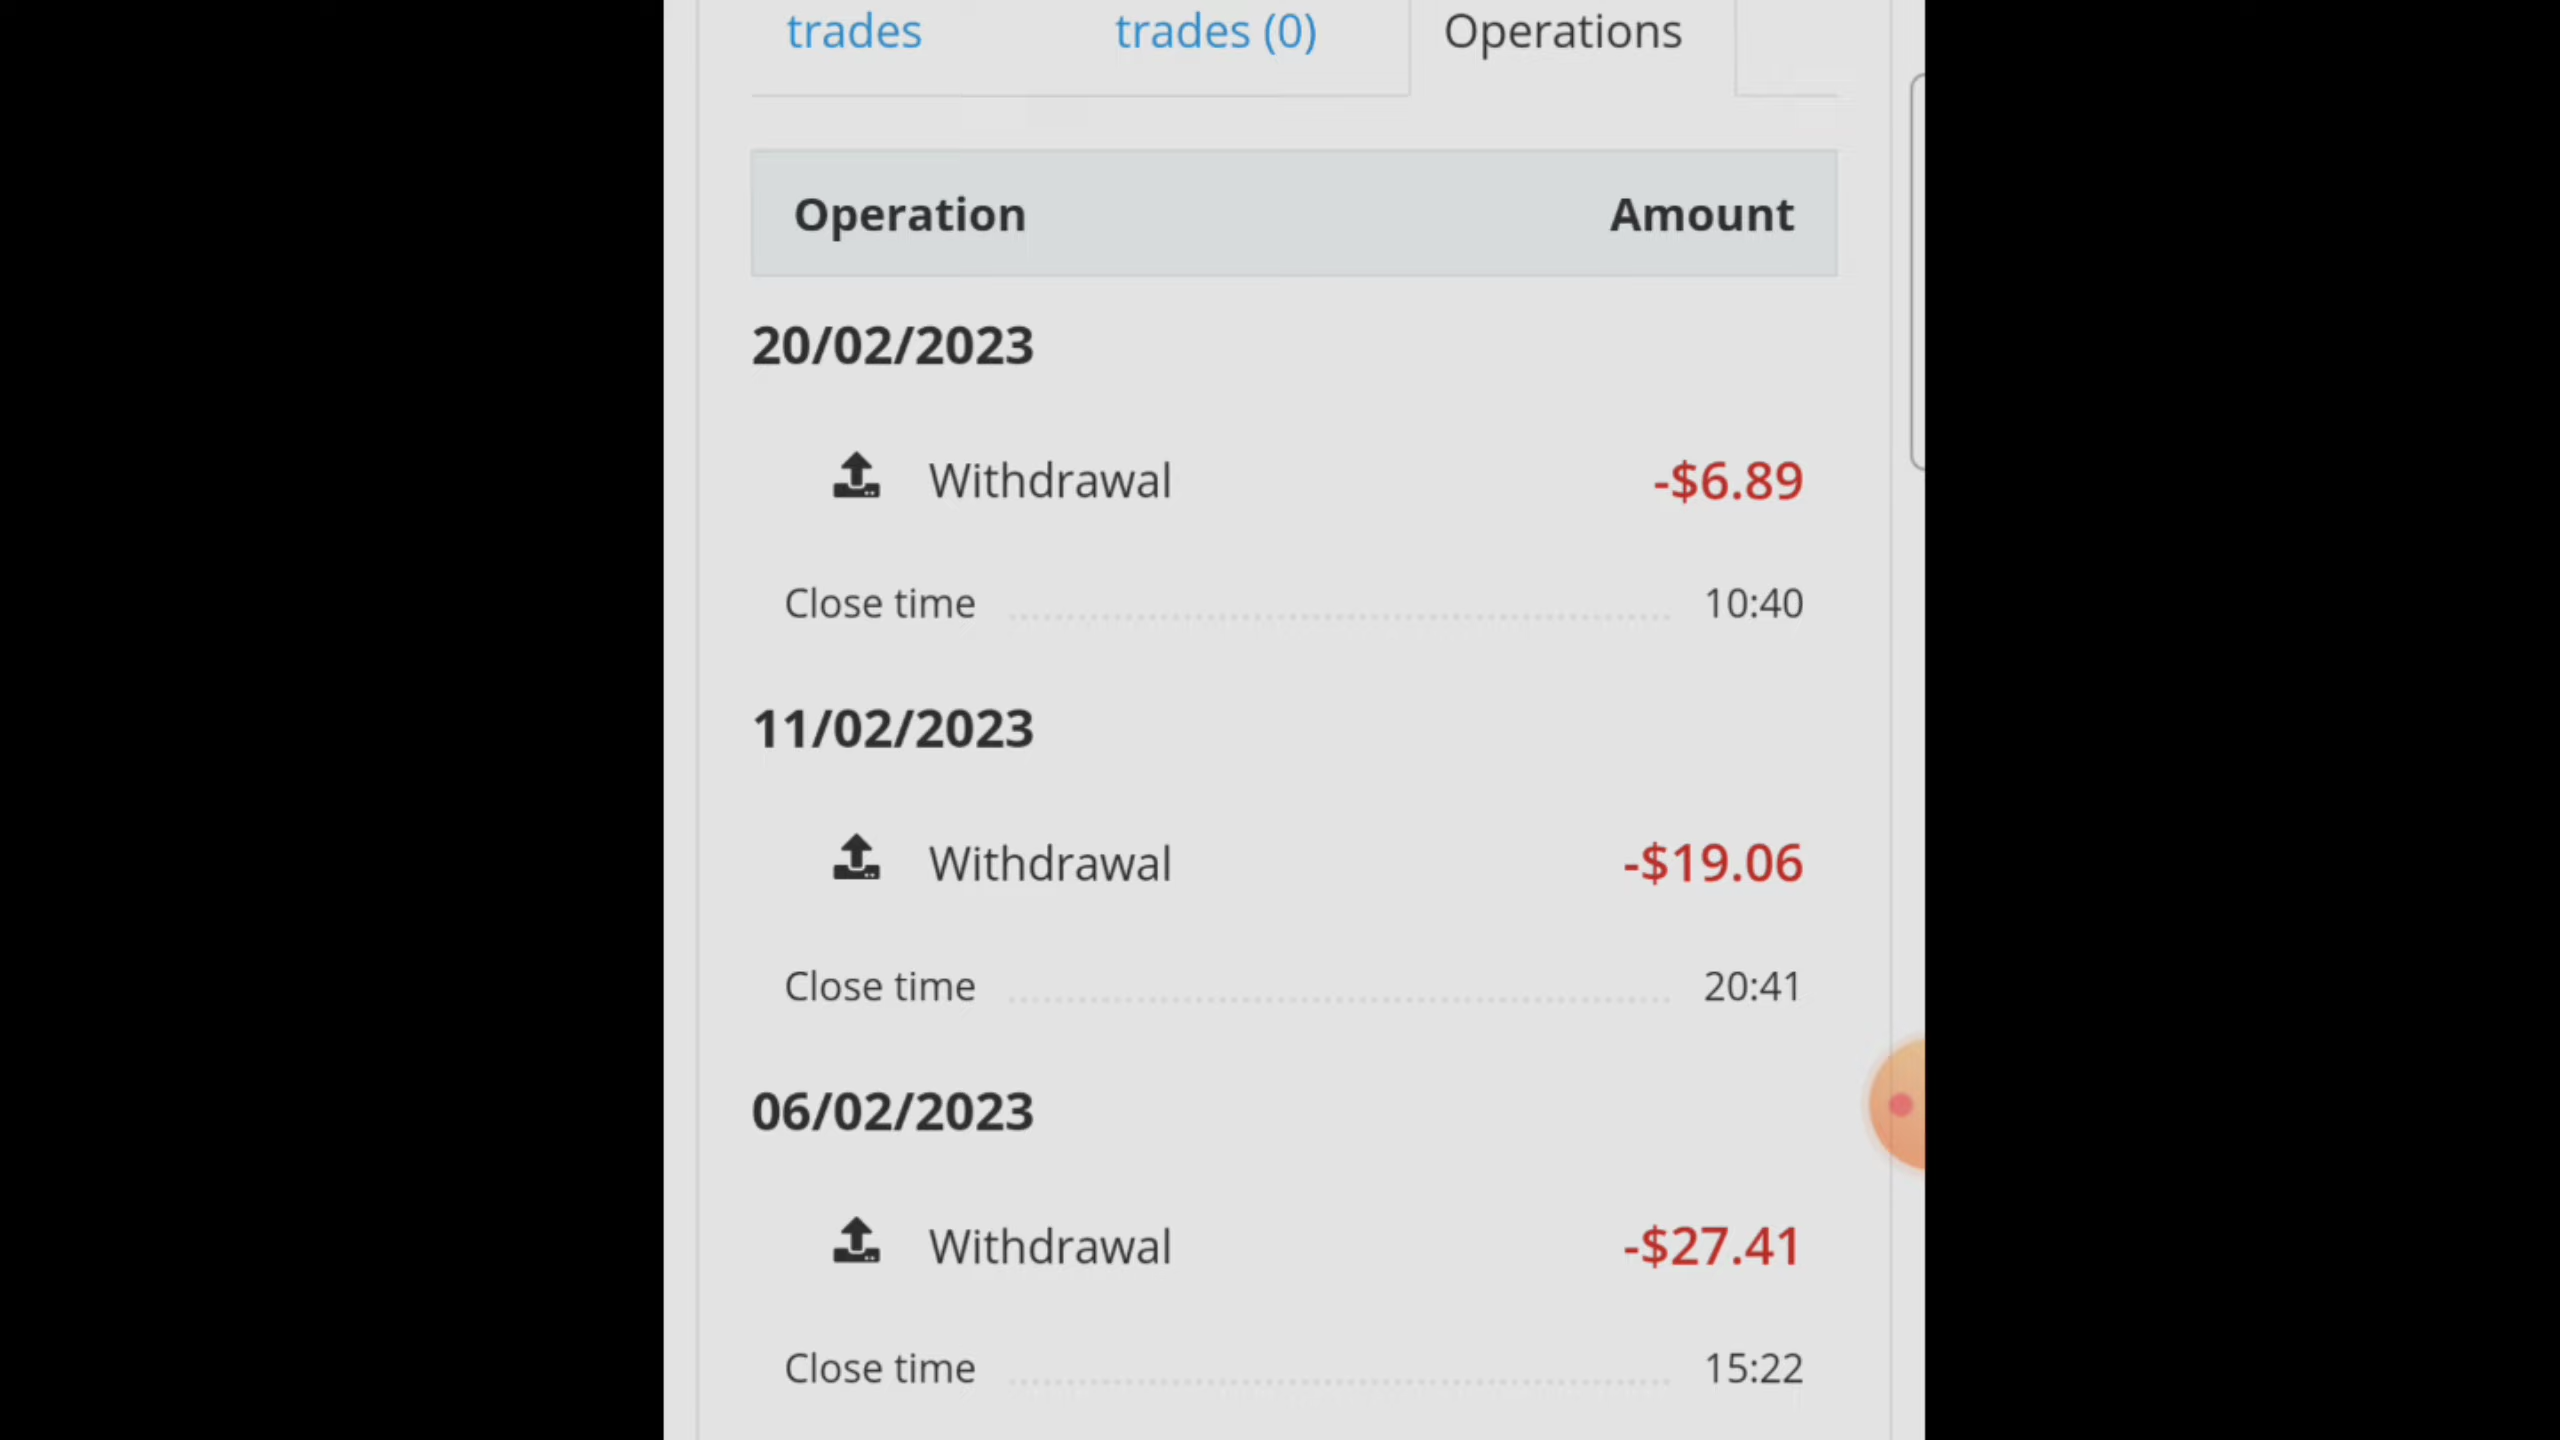 trades trades (0) Operations
Operation Amount
20/02/2023
Withdrawal -$6.89
Close time 10:40
11/02/2023
Withdrawal -$19.06
Close time 20:41
06/02/2023
Withdrawal -$27.41
Close time 15:22